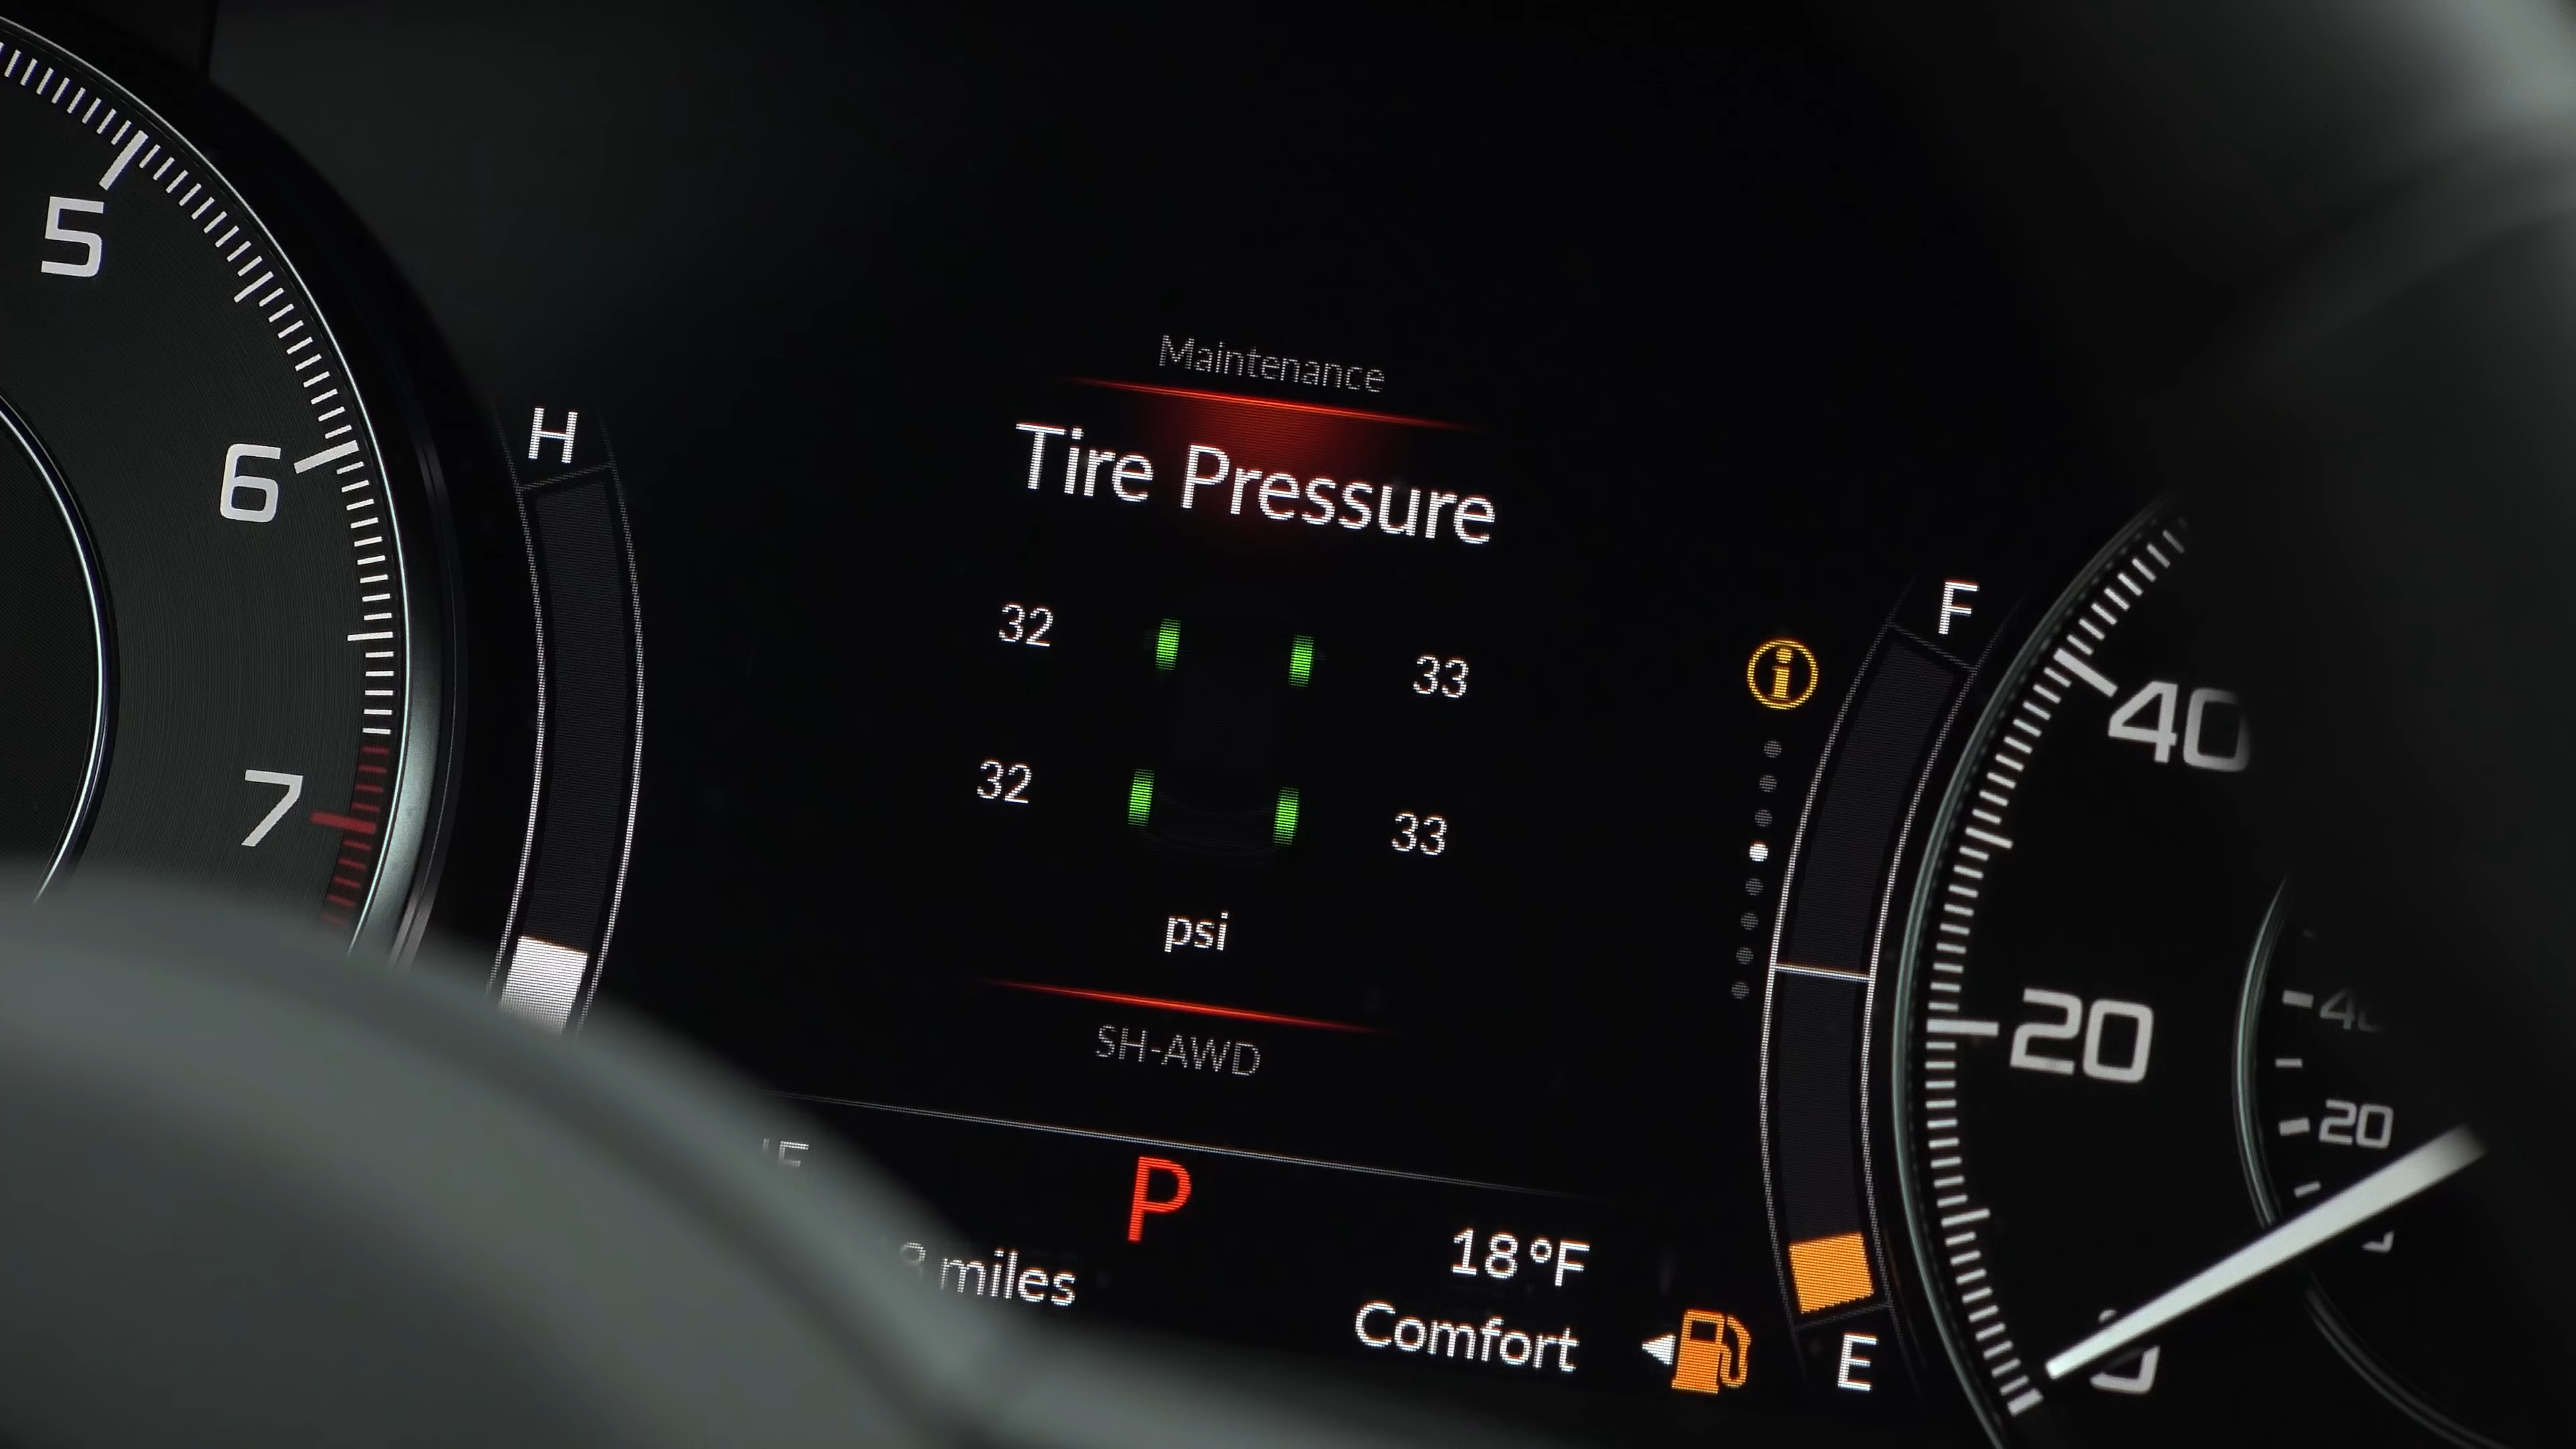 5
6
7
H
Maintenance
Tire Pressure
32 33
32 33
psi
SH-AWD
P
miles
18°F
Comfort
F
E
40
20
20